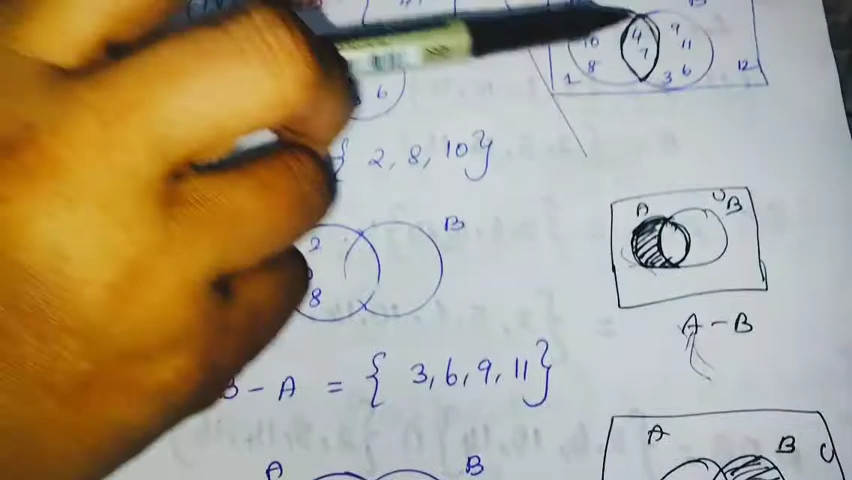 B
9
10 4 11
7
8 6
1 3 12
6
{ 2, 8, 10 }
A U B
2 B
8
A - B
B - A = { 3, 6, 9, 11 }
A B U
A B